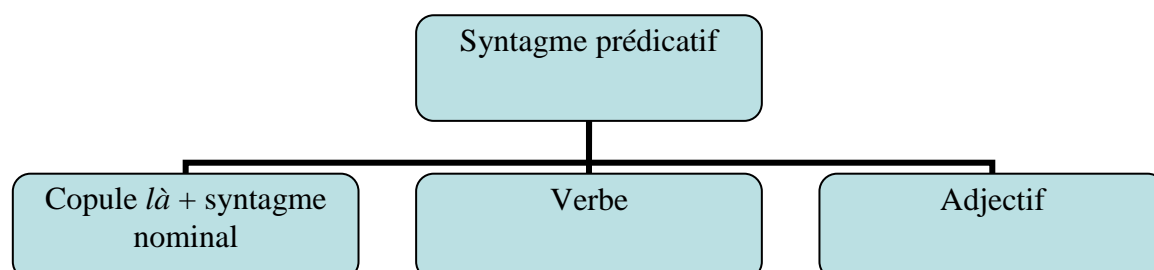 Syntagme prédicatif
Copule là + syntagme
nominal
Verbe
Adjectif